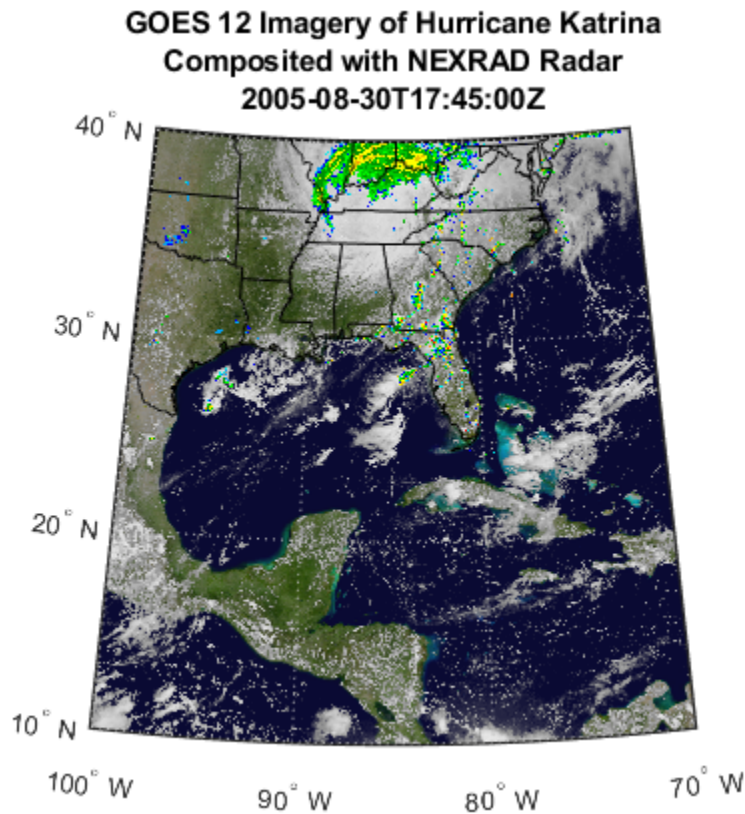 GOES 12 Imagery of Hurricane Katrina
Composited with NEXRAD Radar
2005-08-30T17:45:00Z
40° N
30° N
20° N
10° N
100° W
90° W
80° W
70° W